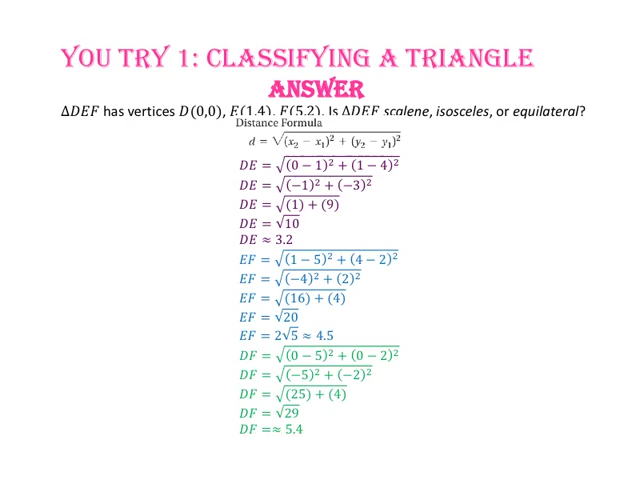 YOU TRY 1: CLASSIFYING A TRIANGLE
ANSWER
∆DEF has vertices D(0,0), E(1,4), F(5,2). Is ∆DEF scalene, isosceles, or equilateral?
Distance Formula
d = √((x₂ − x₁)² + (y₂ − y₁)²)
DE = √((0 − 1)² + (1 − 4)²
DE = √((−1)² + (−3)²
DE = √((1) + (9)
DE = √10
DE ≈ 3.2
EF = √((1 − 5)² + (4 − 2)²
EF = √((−4)² + (2)²
EF = √((16) + (4)
EF = √20
EF = 2√5 ≈ 4.5
DF = √((0 − 5)² + (0 − 2)²
DF = √((−5)² + (−2)²
DF = √((25) + (4)
DF = √29
DF =≈ 5.4